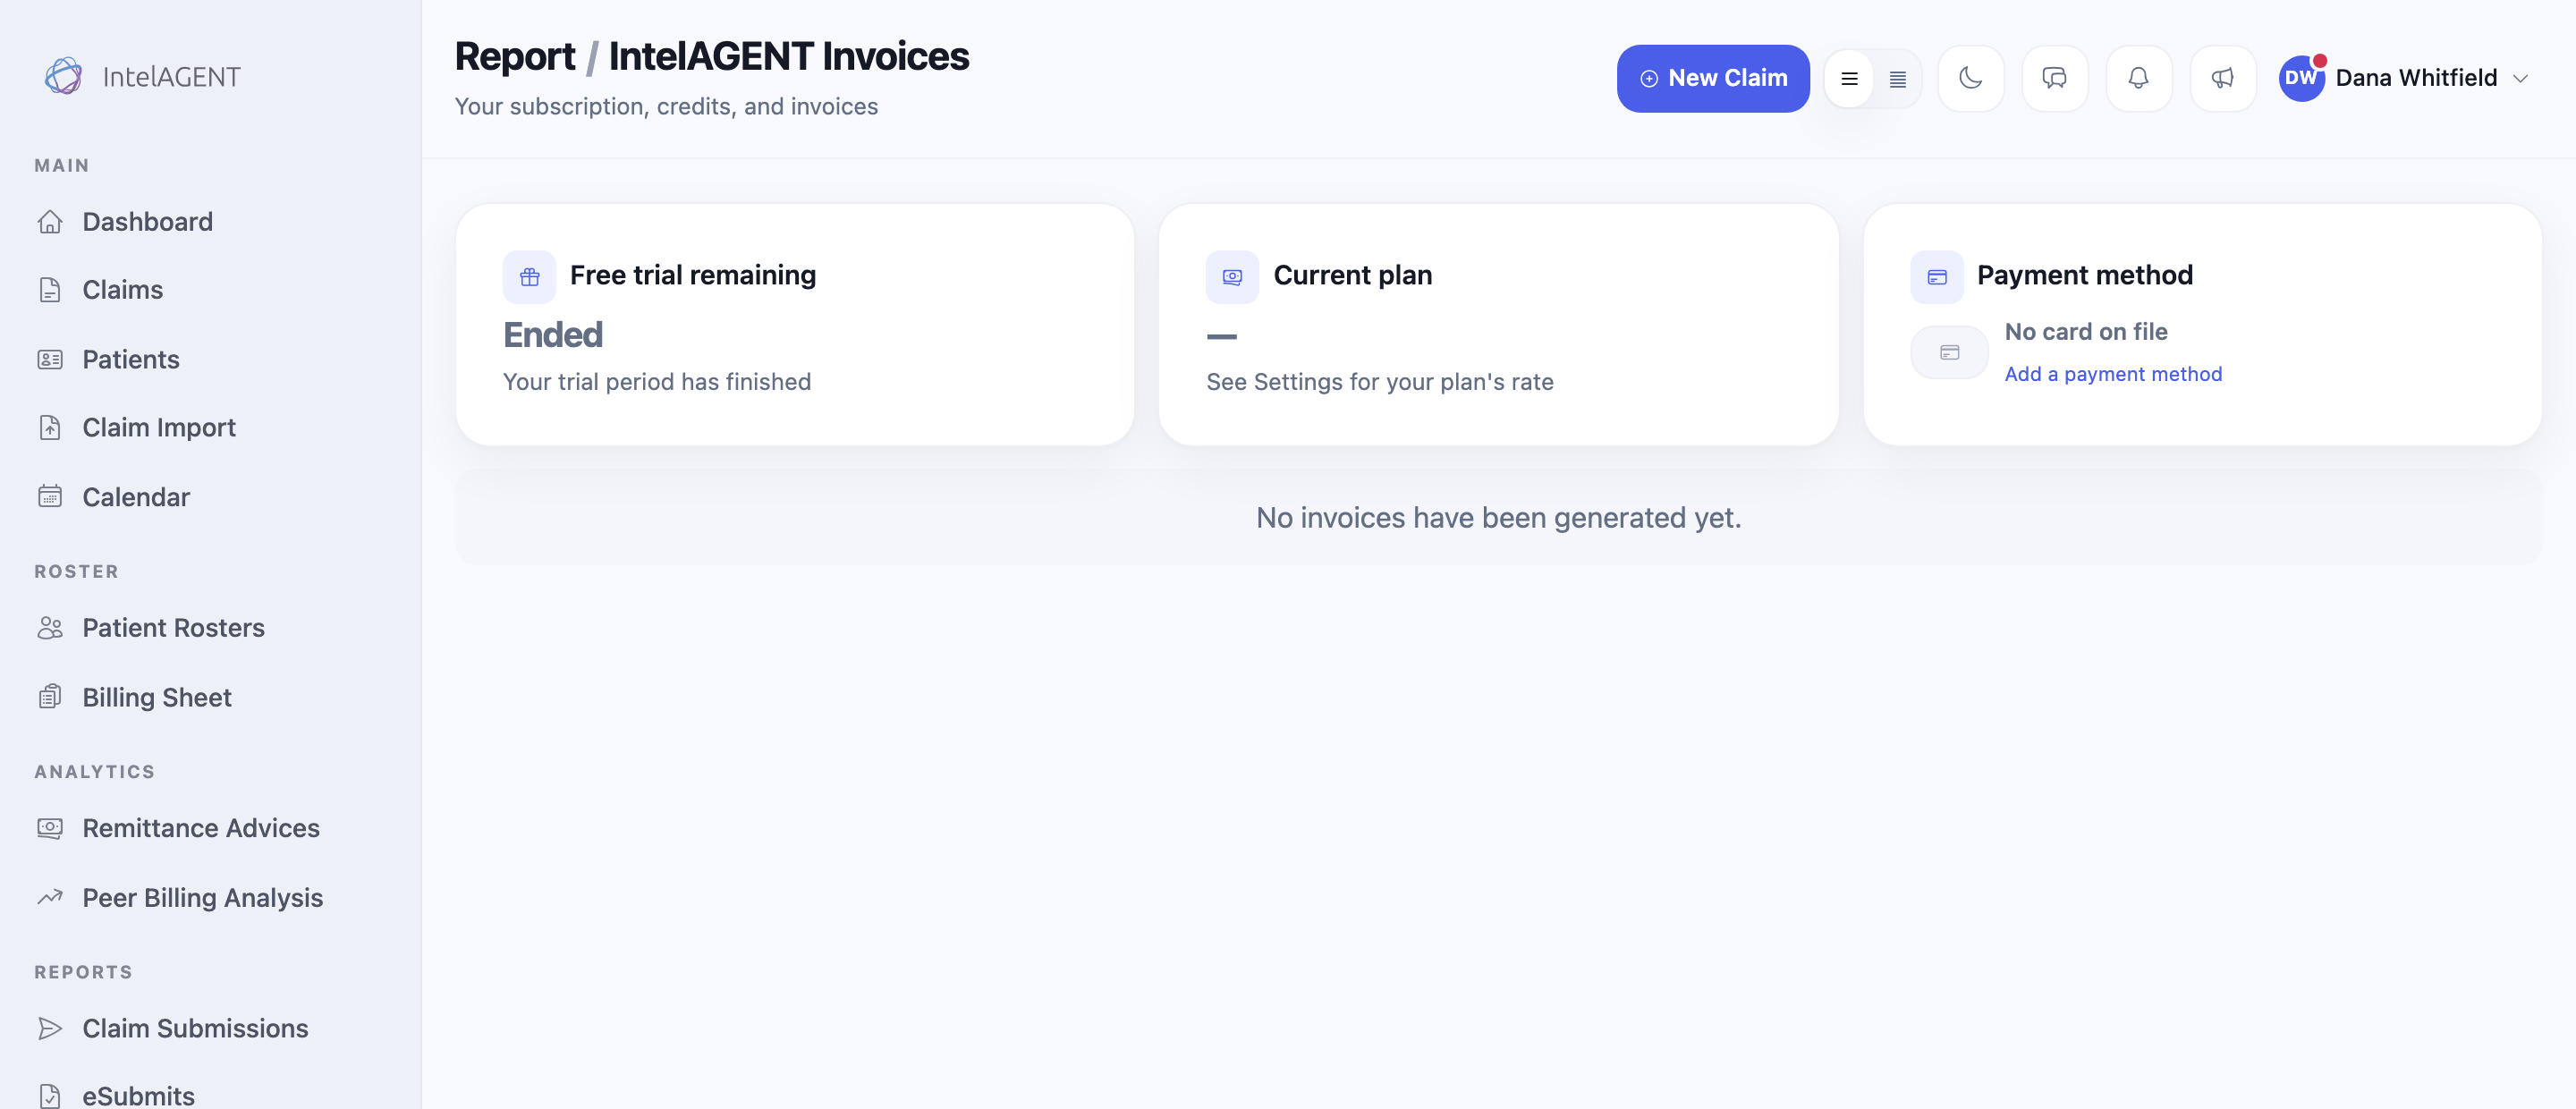 IntelAGENT
MAIN
Dashboard
Claims
Patients
Claim Import
Calendar
ROSTER
Patient Rosters
Billing Sheet
ANALYTICS
Remittance Advices
Peer Billing Analysis
REPORTS
Claim Submissions
eSubmits
Report / IntelAGENT Invoices
Your subscription, credits, and invoices
New Claim
DW
Dana Whitfield
Free trial remaining
Ended
Your trial period has finished
Current plan
—
See Settings for your plan's rate
Payment method
No card on file
Add a payment method
No invoices have been generated yet.